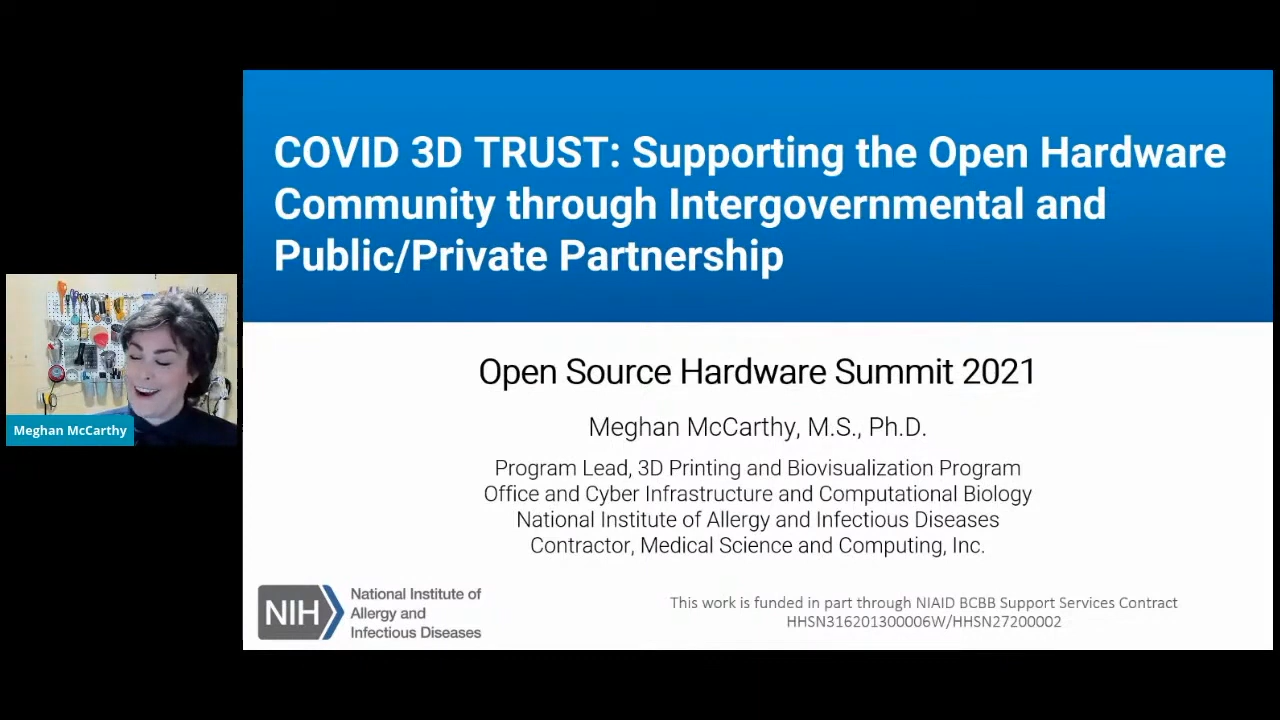 COVID 3D TRUST: Supporting the Open Hardware
Community through Intergovernmental and
Public/Private Partnership
Meghan McCarthy
Open Source Hardware Summit 2021
Meghan McCarthy, M.S., Ph.D.
Program Lead, 3D Printing and Biovisualization Program
Office and Cyber Infrastructure and Computational Biology
National Institute of Allergy and Infectious Diseases
Contractor, Medical Science and Computing, Inc.
NIH
National Institute of
Allergy and
Infectious Diseases
This work is funded in part through NIAID BCBB Support Services Contract
HHSN316201300006W/HHSN27200002